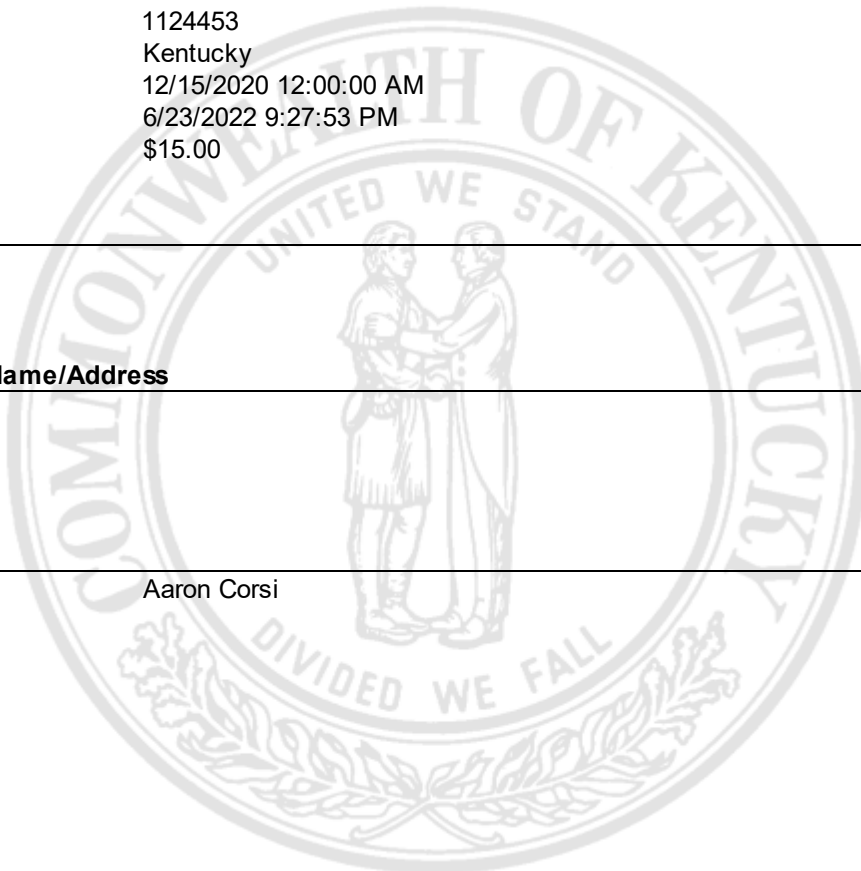 1124453
Kentucky
12/15/2020 12:00:00 AM
6/23/2022 9:27:53 PM
$15.00
COMMONWEALTH OF KENTUCKY
UNITED WE STAND
ame/Address
Aaron Corsi
DIVIDED WE FALL